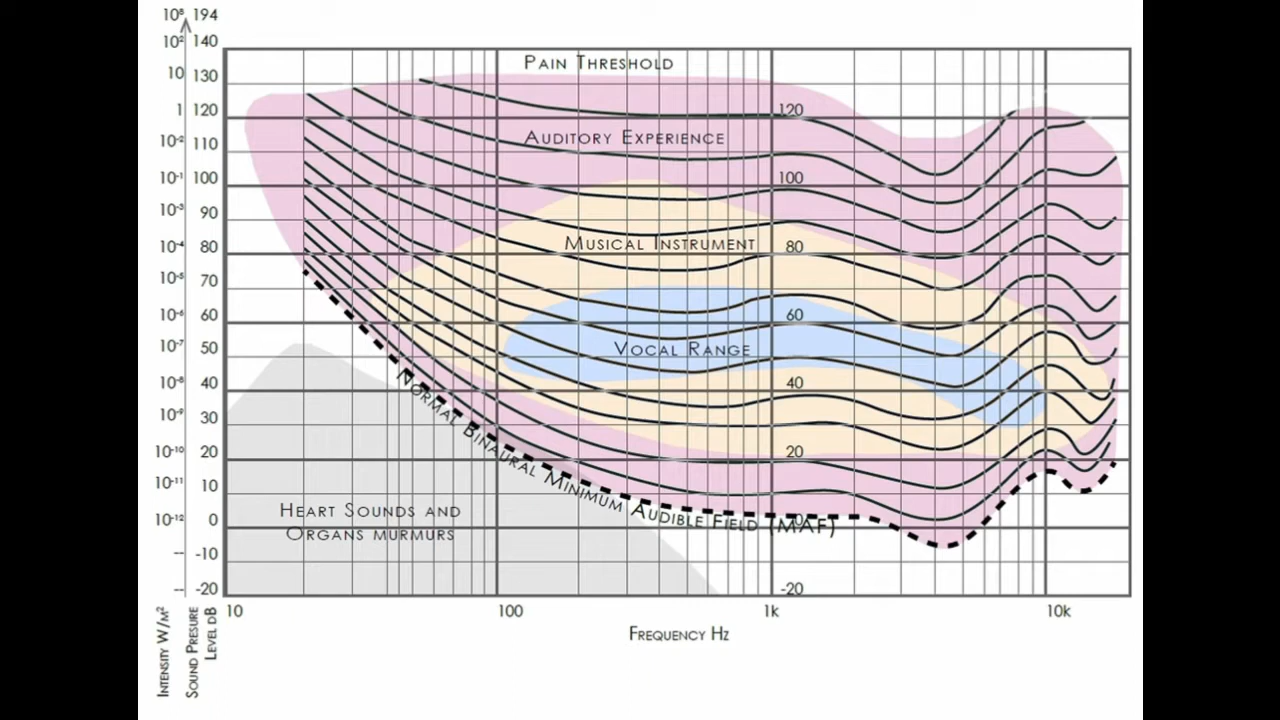 10⁸ 194
10² 140
10 130
1 120
10⁻² 110
10⁻¹ 100
10⁻³ 90
10⁻⁴ 80
10⁻⁵ 70
10⁻⁶ 60
10⁻⁷ 50
10⁻⁸ 40
10⁻⁹ 30
10⁻¹⁰ 20
10⁻¹¹ 10
10⁻¹² 0
-- -10
-- -20
PAIN THRESHOLD
120
AUDITORY EXPERIENCE
100
MUSICAL INSTRUMENT
80
60
VOCAL RANGE
40
20
NORMAL BINAURAL MINIMUM AUDIBLE FIELD (MAF)
0
HEART SOUNDS AND
ORGANS MURMURS
-20
10 100 1k 10k
FREQUENCY HZ
INTENSITY W/M²
SOUND PRESURE
LEVEL DB